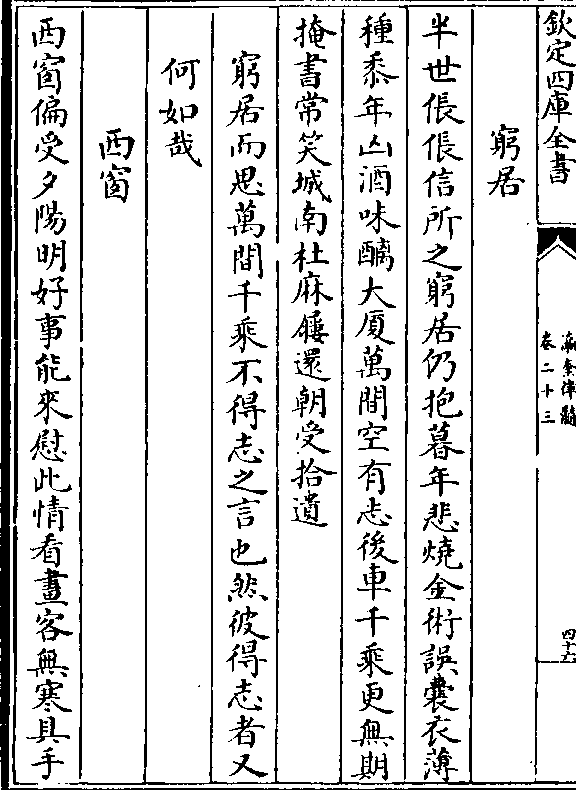 欽定四庫全書
瀛奎律髓
卷二十三
四十六
窮居
半世倀倀信所之窮居仍抱暮年悲燒金術誤囊衣薄
種黍年凶酒味醨大厦萬間空有志後車千乘更無期
掩書常笑城南杜麻屨還朝受拾遺
窮居而思萬間千乘不得志之言也然彼得志者又
何如哉
西窗
西窗偏受夕陽明好事能來慰此情看畫客無寒具手